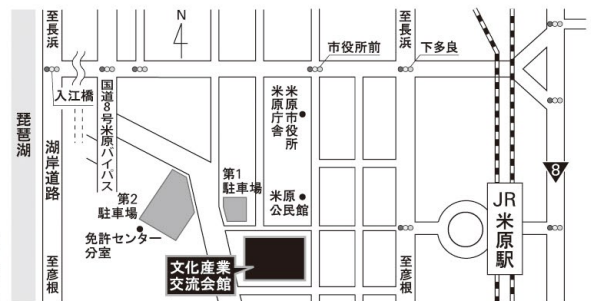 N
至長浜
至長浜
市役所前
下多良
入江橋
国道8号米原バイパス
米原市役所
米原庁舎
琵琶湖
湖岸道路
8
第1
駐車場
第2
駐車場
米原
公民館
JR
米原駅
免許センター
分室
文化産業
交流会館
至彦根
至彦根